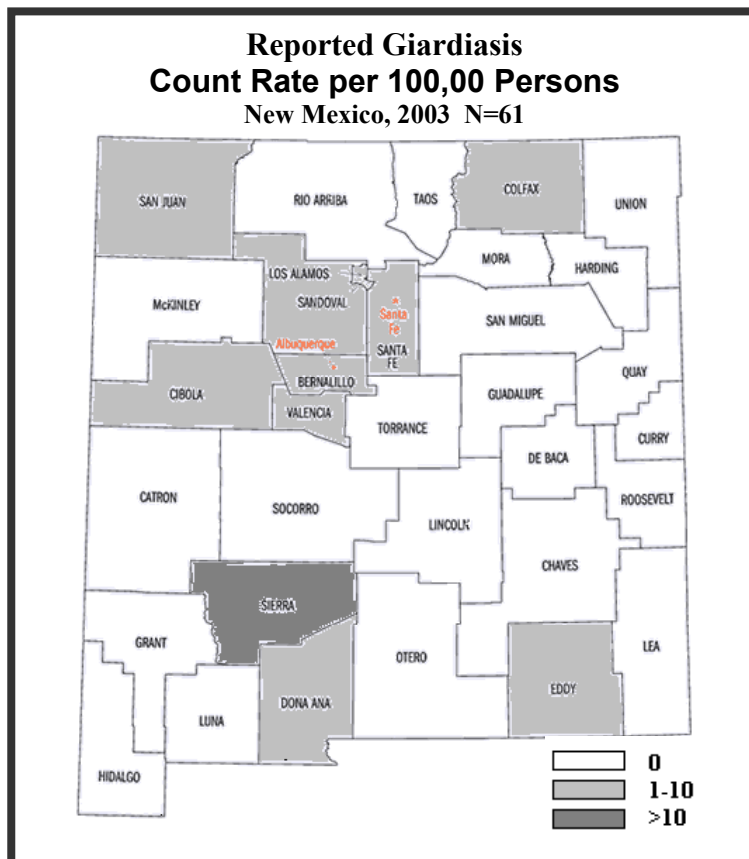 Reported Giardiasis
Count Rate per 100,00 Persons
New Mexico, 2003 N=61
SAN JUAN
RIO ARRIBA
TAOS
COLFAX
UNION
LOS ALAMOS
MORA
HARDING
McKINLEY
SANDOVAL
Santa
Fe
SAN MIGUEL
Albuquerque
SANTA
FE
BERNALILLO
QUAY
CIBOLA
VALENCIA
GUADALUPE
TORRANCE
CURRY
DE BACA
CATRON
SOCORRO
LINCOLN
ROOSEVELT
CHAVES
SIERRA
GRANT
OTERO
LEA
LUNA
DONA ANA
EDDY
HIDALGO
0
1-10
>10